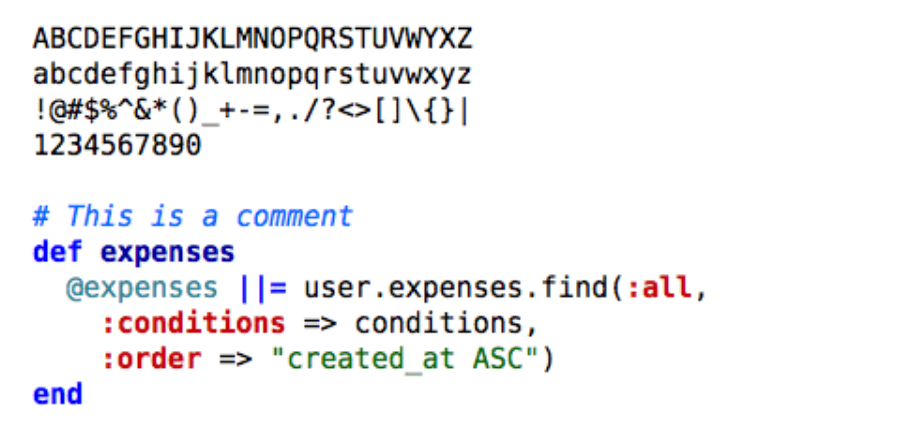 ABCDEFGHIJKLMNOPQRSTUVWYXZ
abcdefghijklmnopqrstuvwxyz
!@#$%^&*()_+-=,./?<>[]\{}|
1234567890

# This is a comment
def expenses
  @expenses ||= user.expenses.find(:all,
    :conditions => conditions,
    :order => "created_at ASC")
end